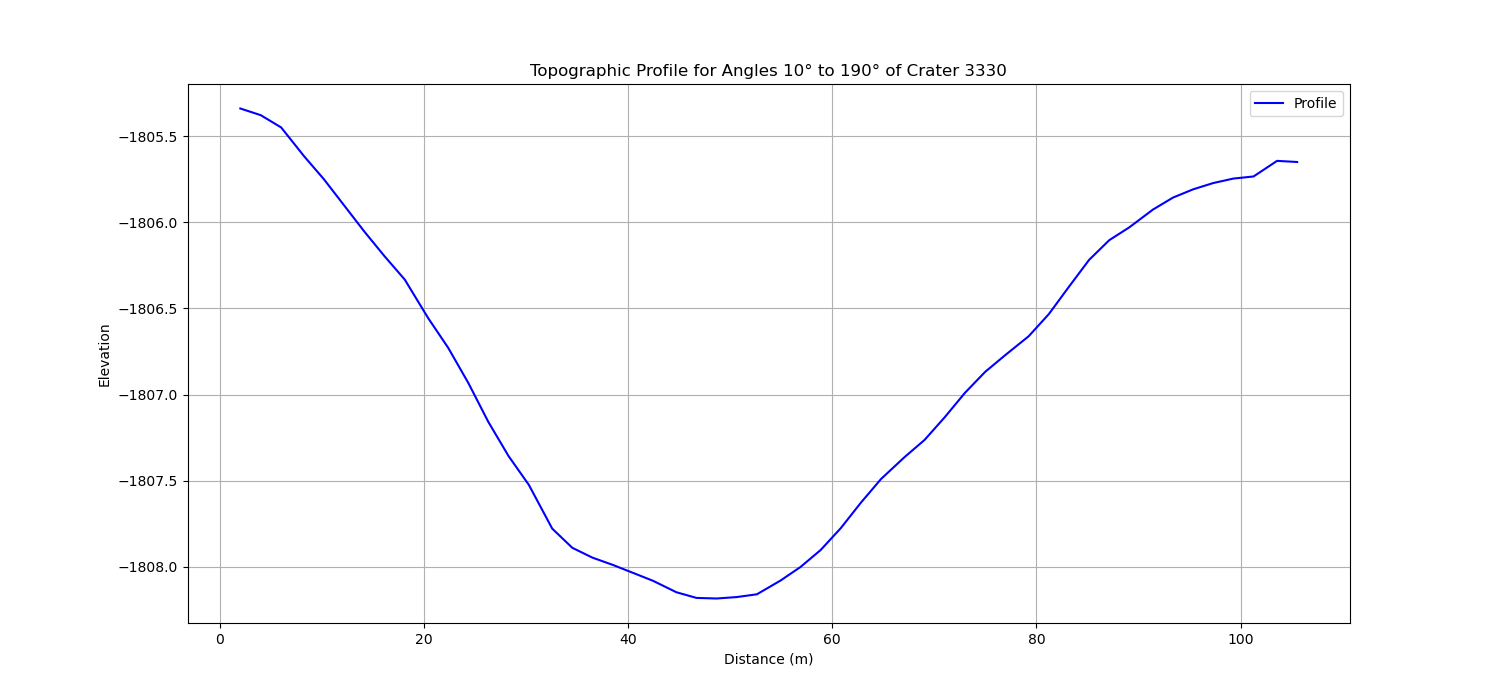 Topographic Profile for Angles 10° to 190° of Crater 3330
Profile
−1805.5
−1806.0
−1806.5
−1807.0
−1807.5
−1808.0
Elevation
0 20 40 60 80 100
Distance (m)